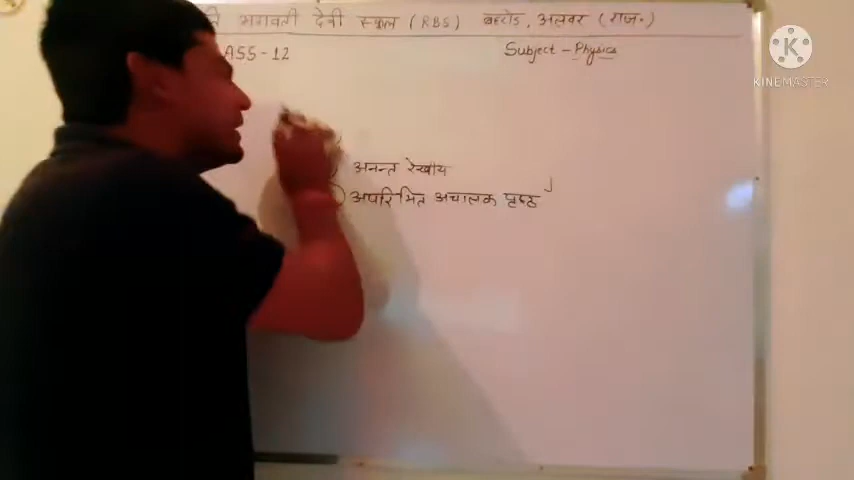 भगवती देवी स्कूल (RBS) बहरोड, अलवर (राज॰)
ASS-12 Subject - Physics
अनन्त रेखीय
अपरिमित अचालक पृष्ठ
KINEMASTER